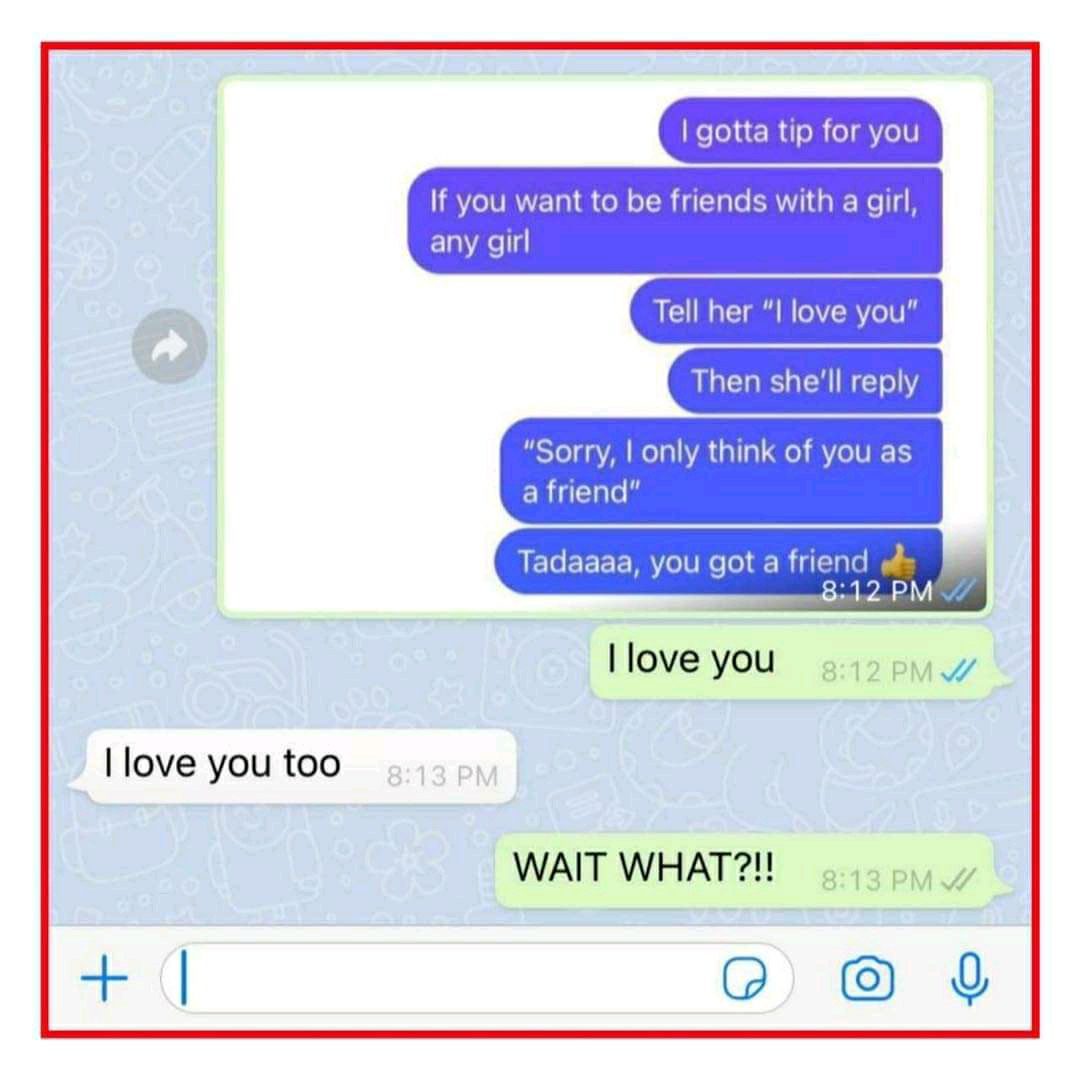 I gotta tip for you
If you want to be friends with a girl,
any girl
Tell her “I love you”
Then she’ll reply
“Sorry, I only think of you as
a friend”
Tadaaaa, you got a friend 👍
8:12 PM
I love you 8:12 PM
I love you too 8:13 PM
WAIT WHAT?!! 8:13 PM